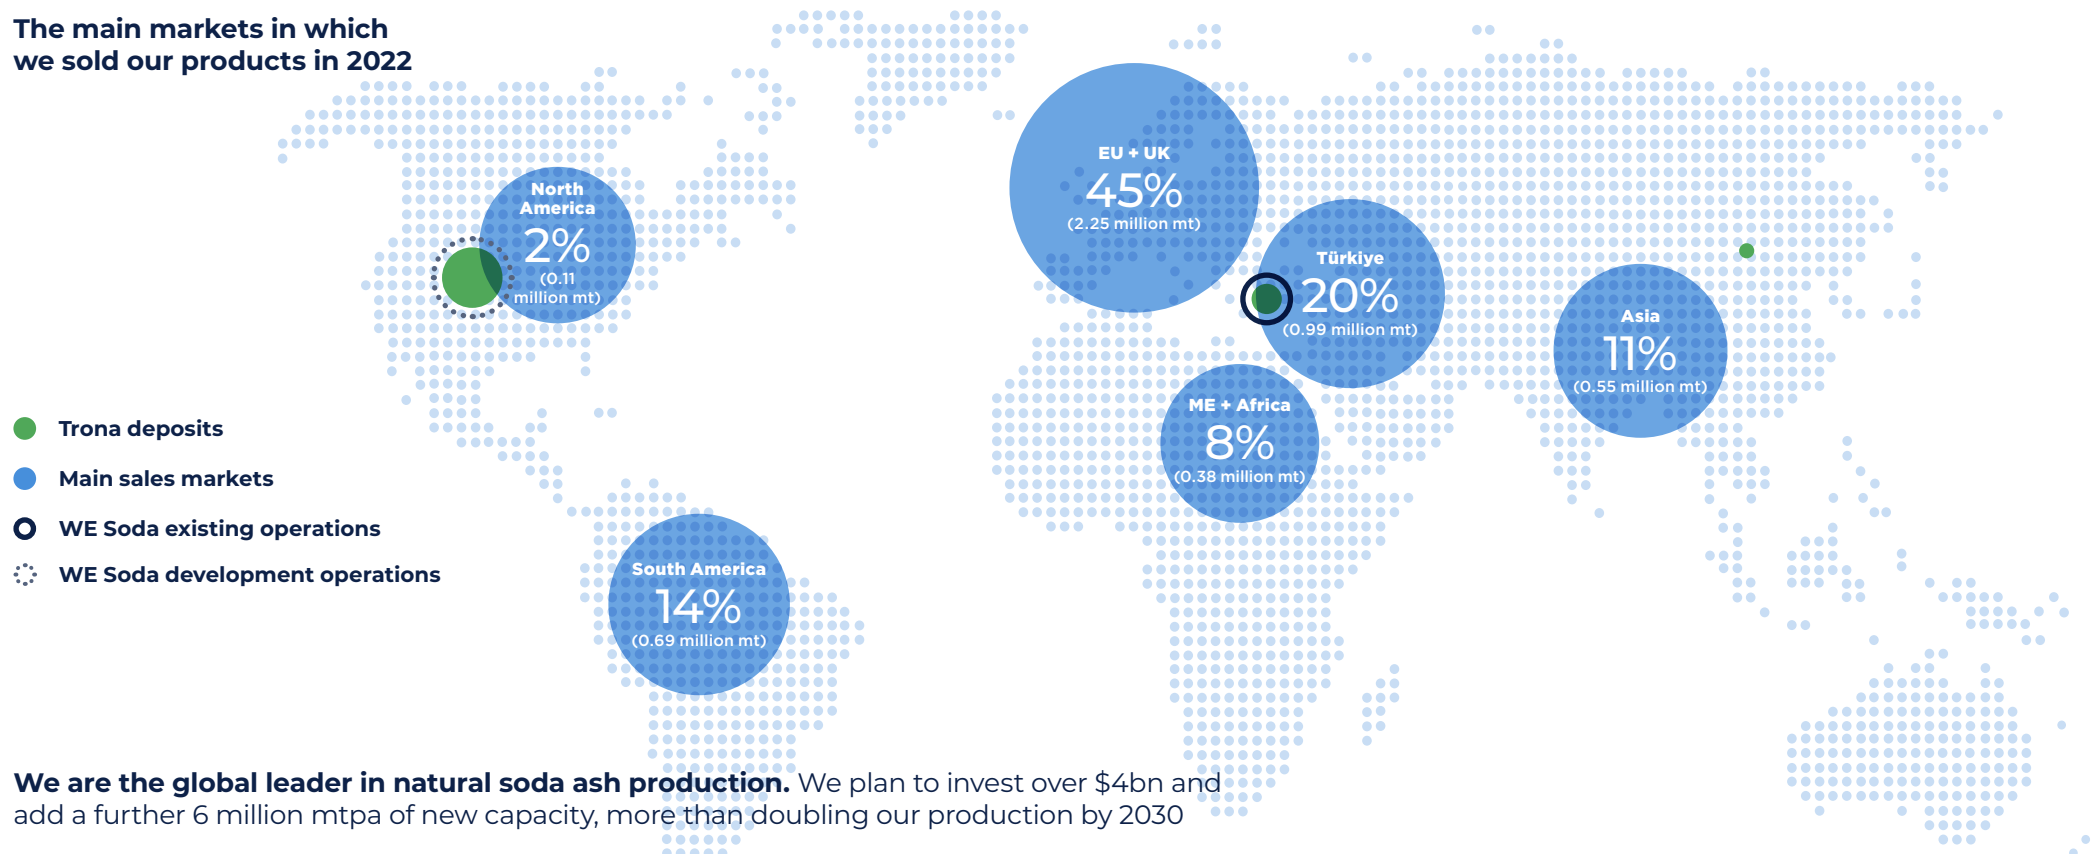 The main markets in which
we sold our products in 2022
North
America
2%
(0.11
million mt)
EU + UK
45%
(2.25 million mt)
Türkiye
20%
(0.99 million mt)
Asia
11%
(0.55 million mt)
ME + Africa
8%
(0.38 million mt)
South America
14%
(0.69 million mt)
Trona deposits
Main sales markets
WE Soda existing operations
WE Soda development operations
We are the global leader in natural soda ash production. We plan to invest over $4bn and
add a further 6 million mtpa of new capacity, more than doubling our production by 2030